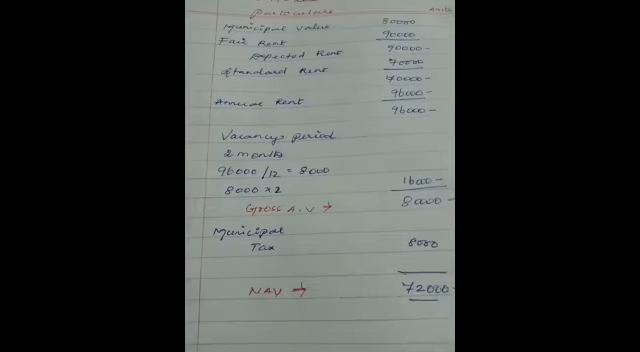 Particulars
Municipal value 80000
Fair Rent 90000
Expected Rent 90000-
Standard Rent 70000
70000-
Annual Rent 96000-
96000-
Vacancy period
2 months
96000/12 = 8000
8000 × 2 1600-
Gross A.V → 8000-
Municipal
Tax 8000
NAV → 72000-